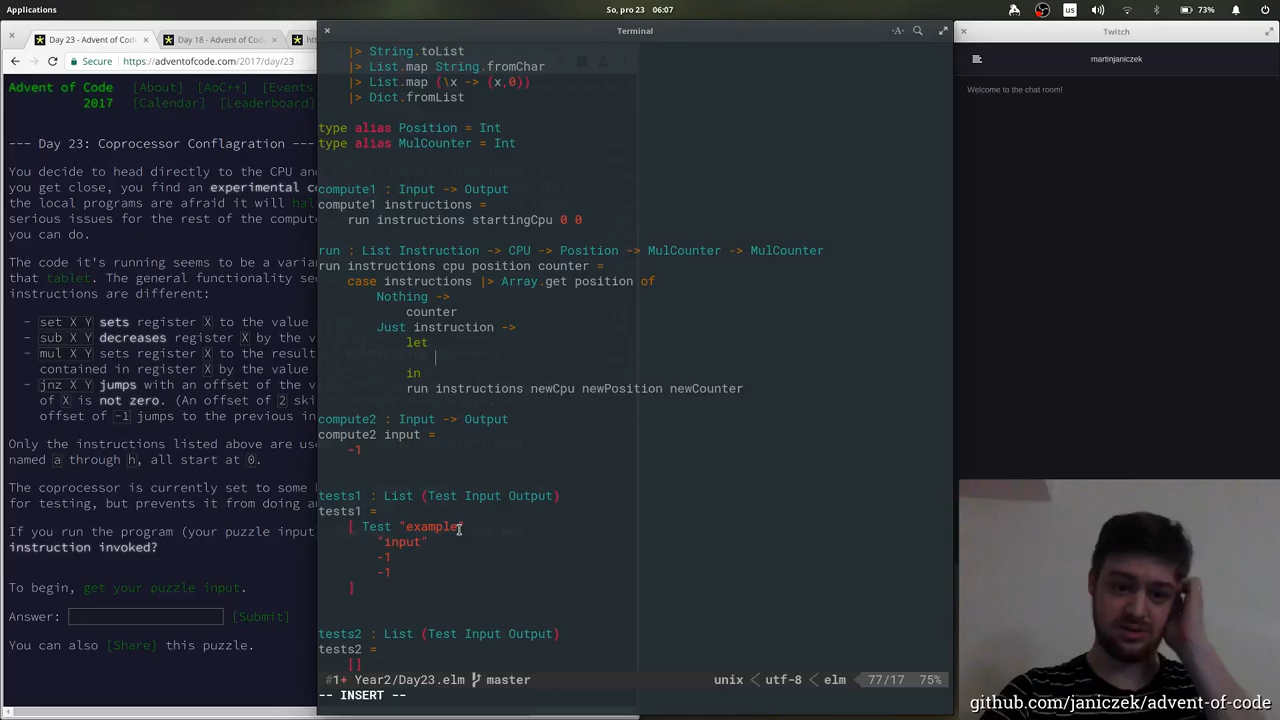 Applications
So, pro 23 06:07
us
73%
Day 23 - Advent of Code
Day 18 - Advent of Code
Secure
https://adventofcode.com/2017/day/23
Advent of Code
[About]
[AoC++]
[Events
2017
[Calendar]
[Leaderboard]
--- Day 23: Coprocessor Conflagration ---
You decide to head directly to the CPU and
you get close, you find an experimental co
the local programs are afraid it will hal
serious issues for the rest of the compute
you can do.
The code it's running seems to be a varian
that tablet. The general functionality se
instructions are different:
- set X Y sets register X to the value
- sub X Y decreases register X by the v
- mul X Y sets register X to the result
contained in register X by the value
- jnz X Y jumps with an offset of the v
of X is not zero. (An offset of 2 ski
offset of -1 jumps to the previous in
Only the instructions listed above are use
named a through h, all start at 0.
The coprocessor is currently set to some
for testing, but prevents it from doing a
If you run the program (your puzzle input
instruction invoked?
To begin, get your puzzle input.
Answer:
[Submit]
You can also [Share] this puzzle.
Terminal
|> String.toList
|> List.map String.fromChar
|> List.map (\x -> (x,0))
|> Dict.fromList
type alias Position = Int
type alias MulCounter = Int
compute1 : Input -> Output
compute1 instructions =
run instructions startingCpu 0 0
run : List Instruction -> CPU -> Position -> MulCounter -> MulCounter
run instructions cpu position counter =
case instructions |> Array.get position of
Nothing ->
counter
Just instruction ->
let
in
run instructions newCpu newPosition newCounter
compute2 : Input -> Output
compute2 input =
-1
tests1 : List (Test Input Output)
tests1 =
[ Test "example"
"input"
-1
-1
]
tests2 : List (Test Input Output)
tests2 =
[]
#1+ Year2/Day23.elm
master
unix
utf-8
elm
77/17
75%
-- INSERT --
Twitch
martinjaniczek
Welcome to the chat room!
github.com/janiczek/advent-of-code